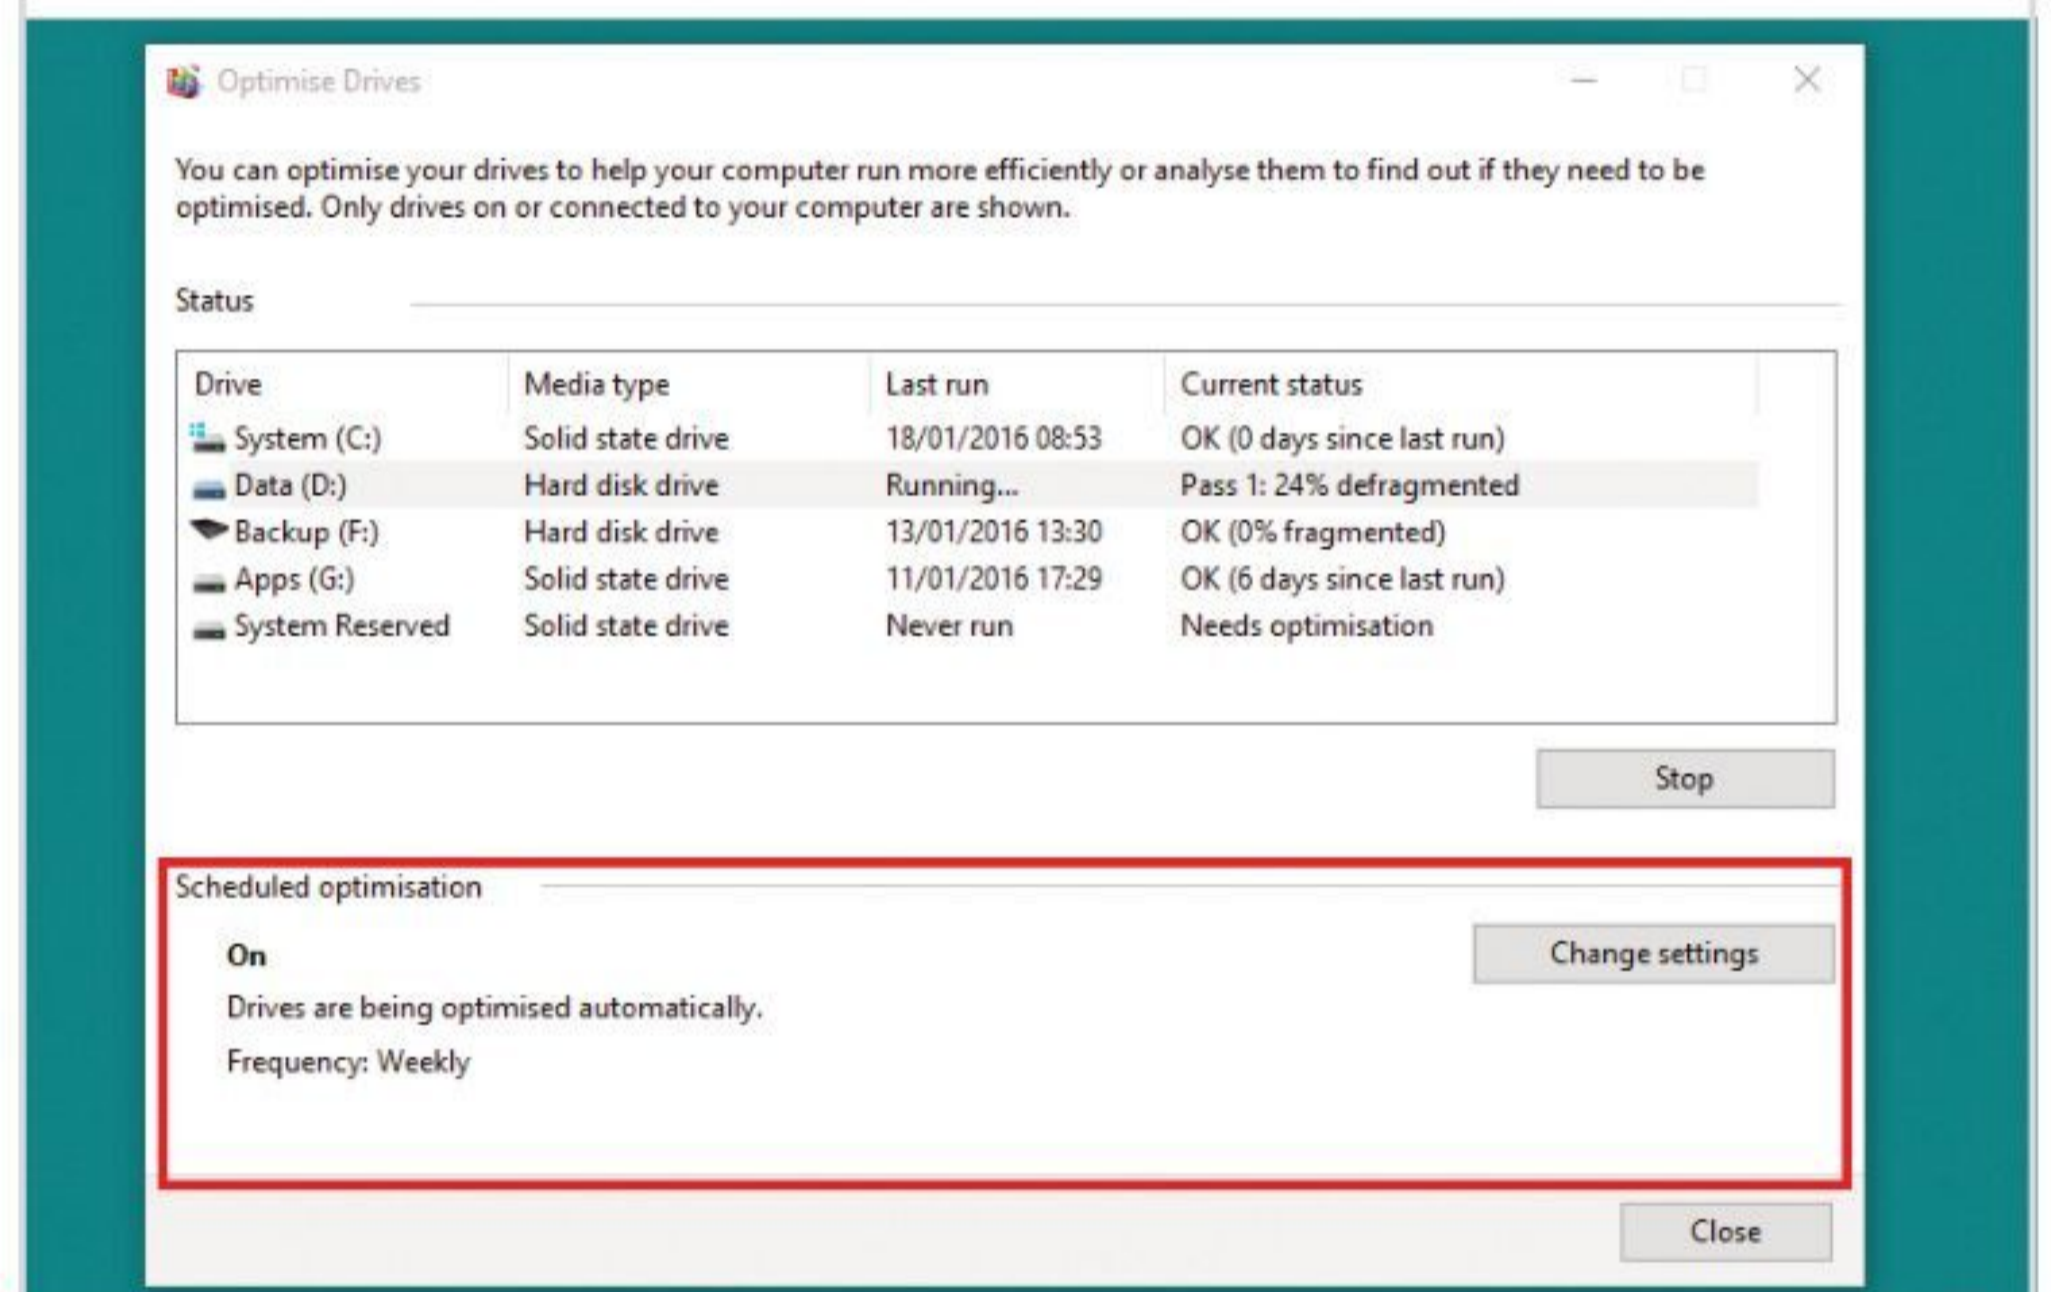 Optimise Drives
You can optimise your drives to help your computer run more efficiently or analyse them to find out if they need to be
optimised. Only drives on or connected to your computer are shown.
Status
Drive Media type Last run Current status
System (C:) Solid state drive 18/01/2016 08:53 OK (0 days since last run)
Data (D:) Hard disk drive Running... Pass 1: 24% defragmented
Backup (F:) Hard disk drive 13/01/2016 13:30 OK (0% fragmented)
Apps (G:) Solid state drive 11/01/2016 17:29 OK (6 days since last run)
System Reserved Solid state drive Never run Needs optimisation
Stop
Scheduled optimisation
On
Change settings
Drives are being optimised automatically.
Frequency: Weekly
Close